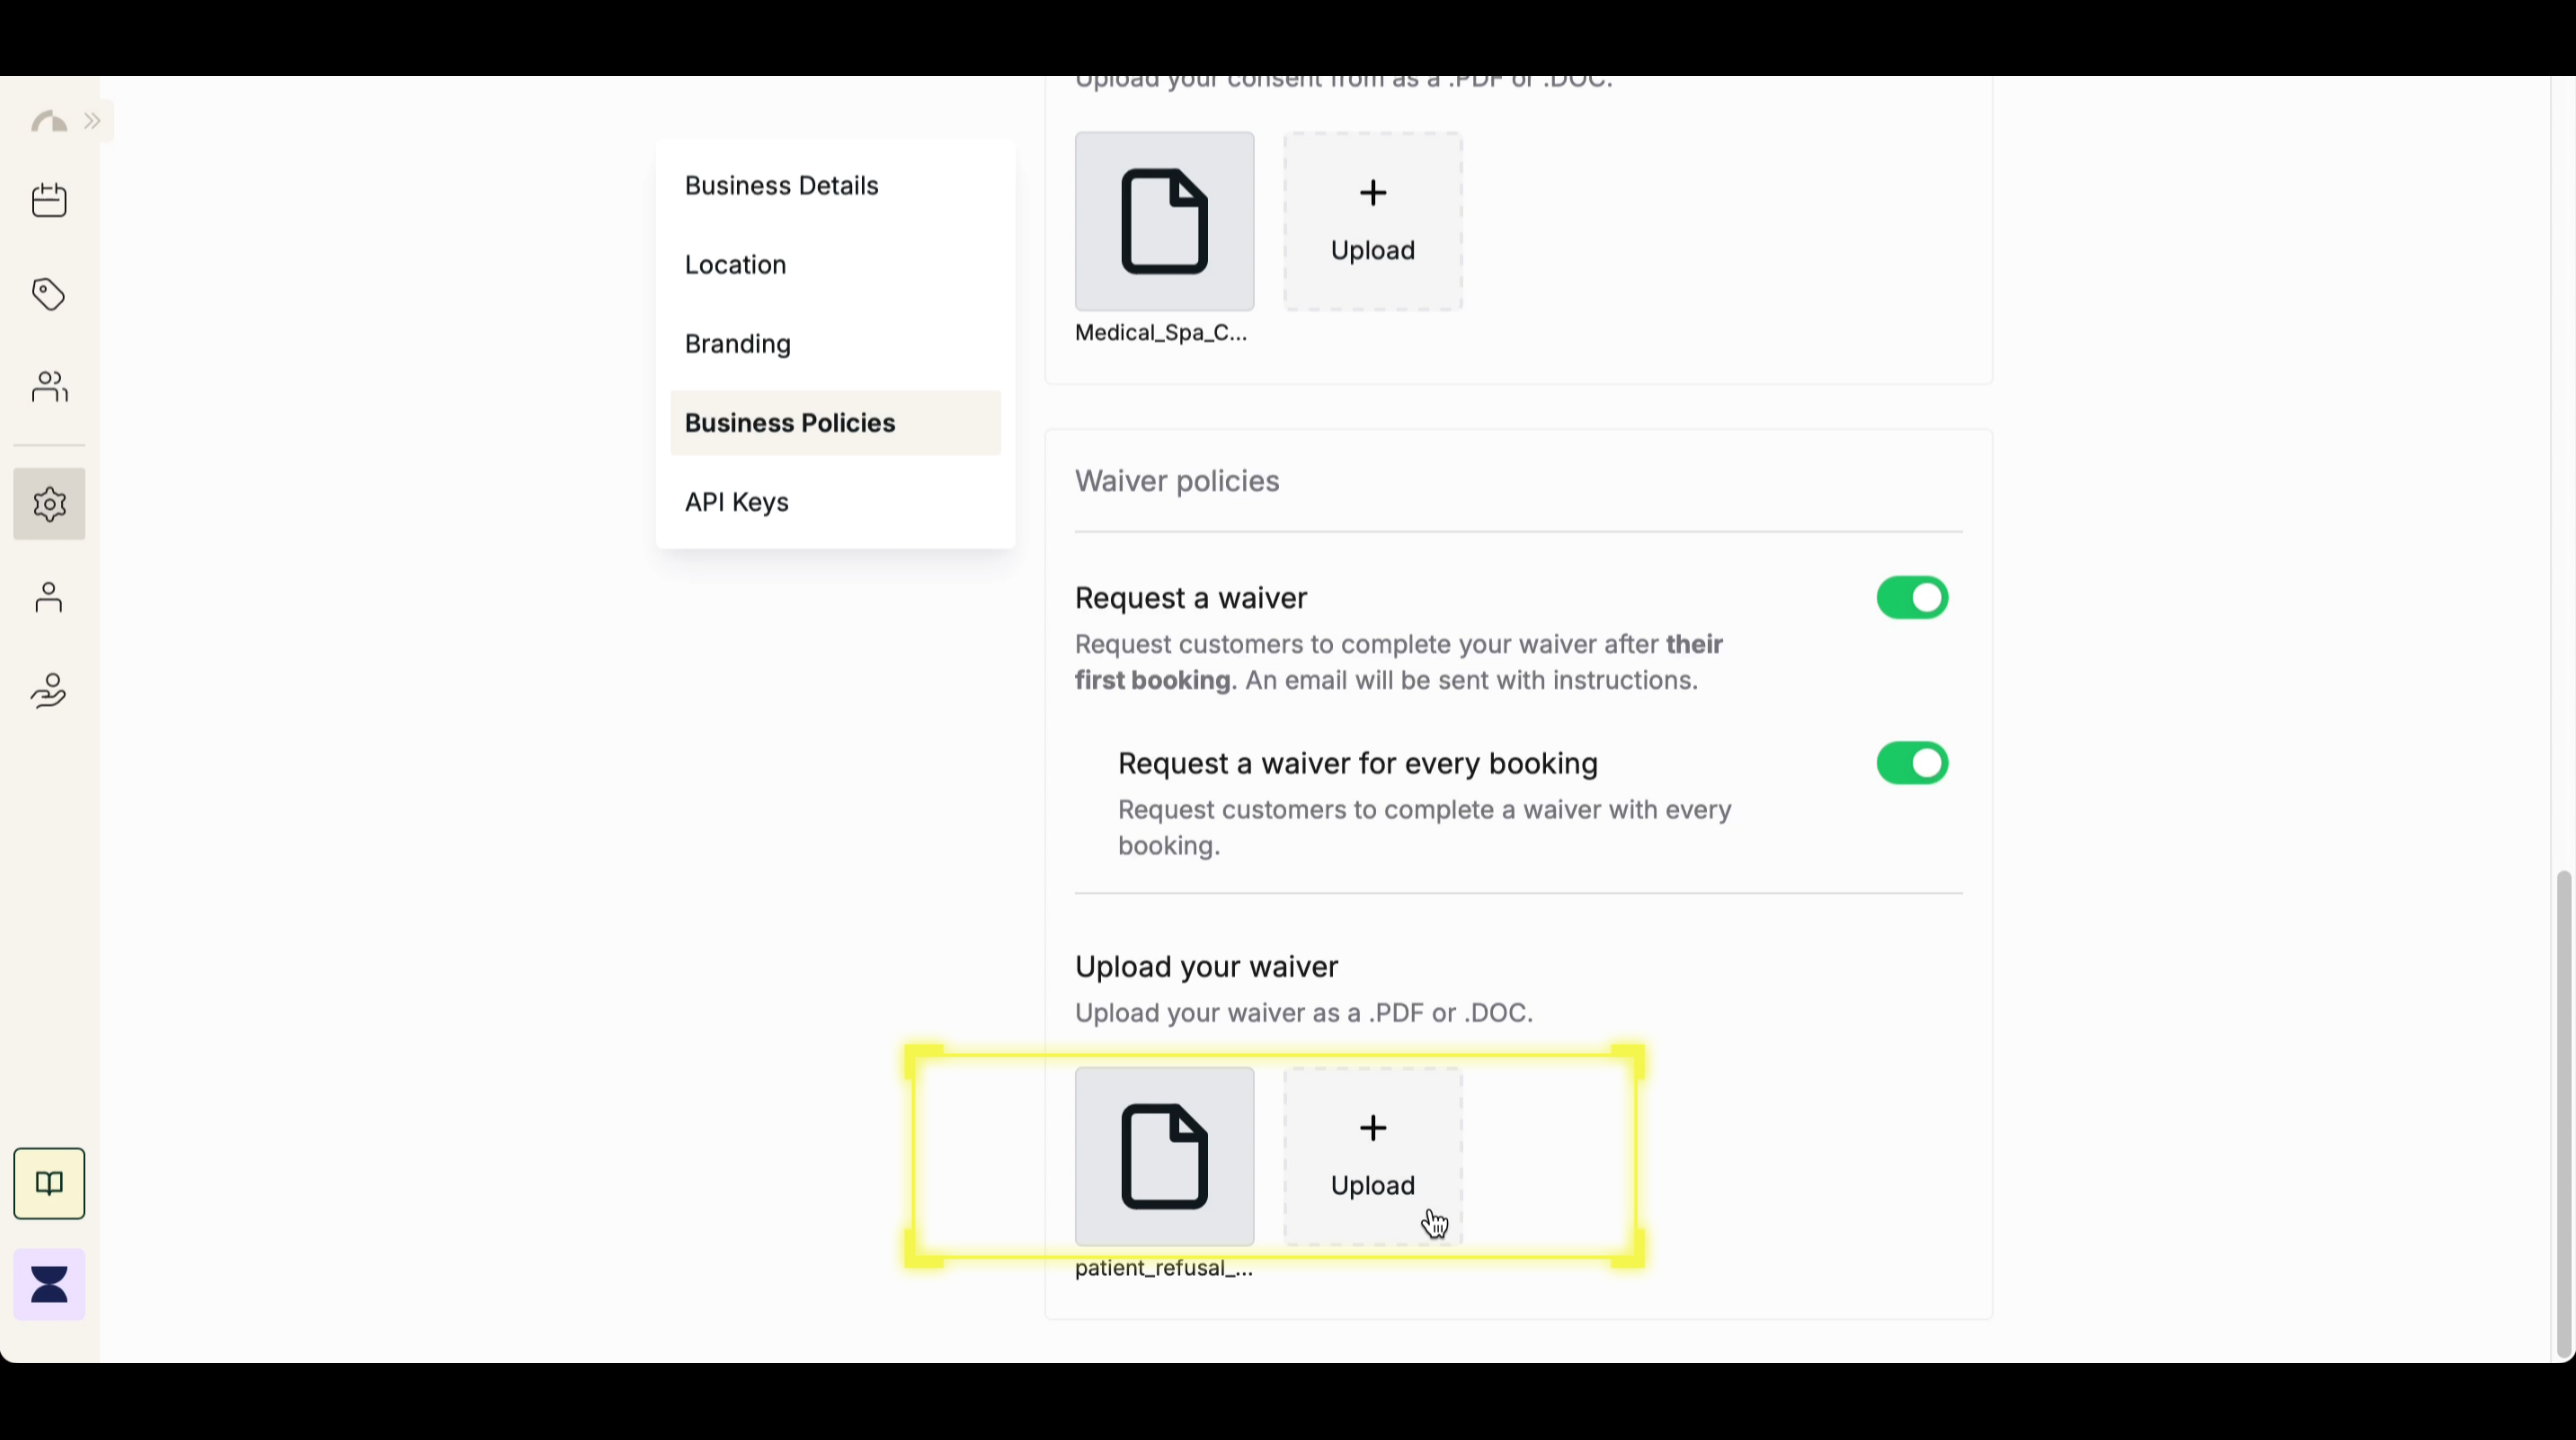 Upload your consent from as a .PDF or .DOC.
Business Details
Location
Branding
Business Policies
API Keys
+
Upload
Medical_Spa_C...
Waiver policies
Request a waiver
Request customers to complete your waiver after their
first booking. An email will be sent with instructions.
Request a waiver for every booking
Request customers to complete a waiver with every
booking.
Upload your waiver
Upload your waiver as a .PDF or .DOC.
+
Upload
patient_refusal_...